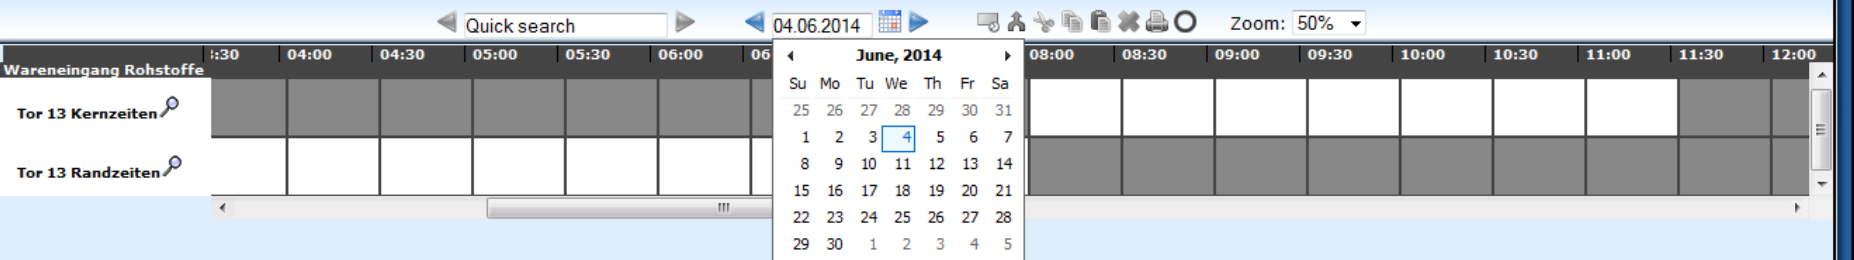 Quick search
04.06.2014
Zoom: 50%
:30 04:00 04:30 05:00 05:30 06:00 06 08:00 08:30 09:00 09:30 10:00 10:30 11:00 11:30 12:00
Wareneingang Rohstoffe
Tor 13 Kernzeiten
Tor 13 Randzeiten
June, 2014
Su Mo Tu We Th Fr Sa
25 26 27 28 29 30 31
1 2 3 4 5 6 7
8 9 10 11 12 13 14
15 16 17 18 19 20 21
22 23 24 25 26 27 28
29 30 1 2 3 4 5